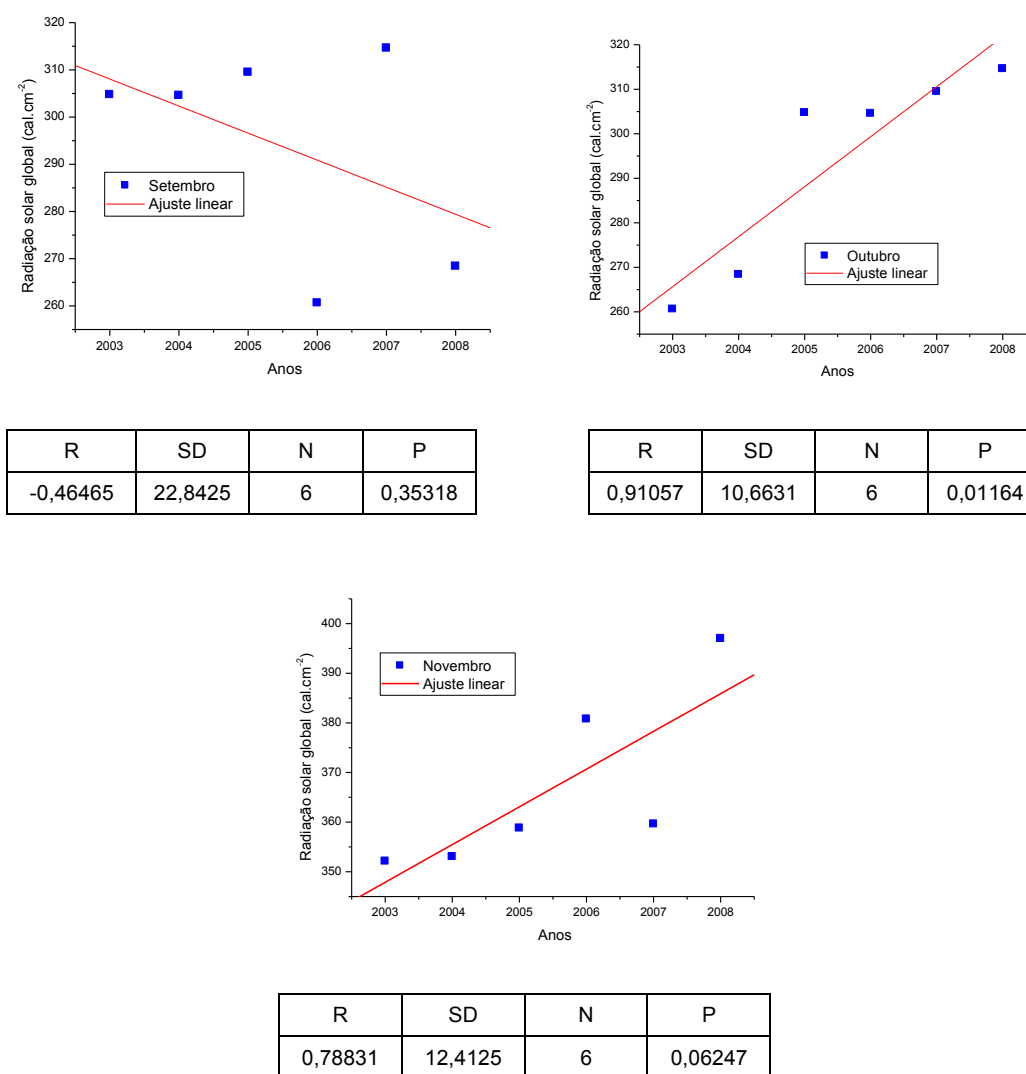 320
310
300
290
280
270
260
Radiação solar global (cal.cm-2)
Setembro
Ajuste linear
2003 2004 2005 2006 2007 2008
Anos
320
310
300
290
280
270
260
Radiação solar global (cal.cm-2)
Outubro
Ajuste linear
2003 2004 2005 2006 2007 2008
Anos
R SD N P
-0,46465 22,8425 6 0,35318
R SD N P
0,91057 10,6631 6 0,01164
400
390
380
370
360
350
Radiação solar global (cal.cm-2)
Novembro
Ajuste linear
2003 2004 2005 2006 2007 2008
Anos
R SD N P
0,78831 12,4125 6 0,06247